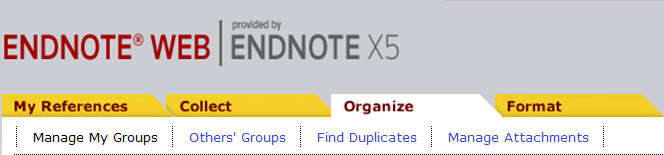 provided by
ENDNOTE® WEB ENDNOTE X5
My References Collect Organize Format
Manage My Groups Others' Groups Find Duplicates Manage Attachments